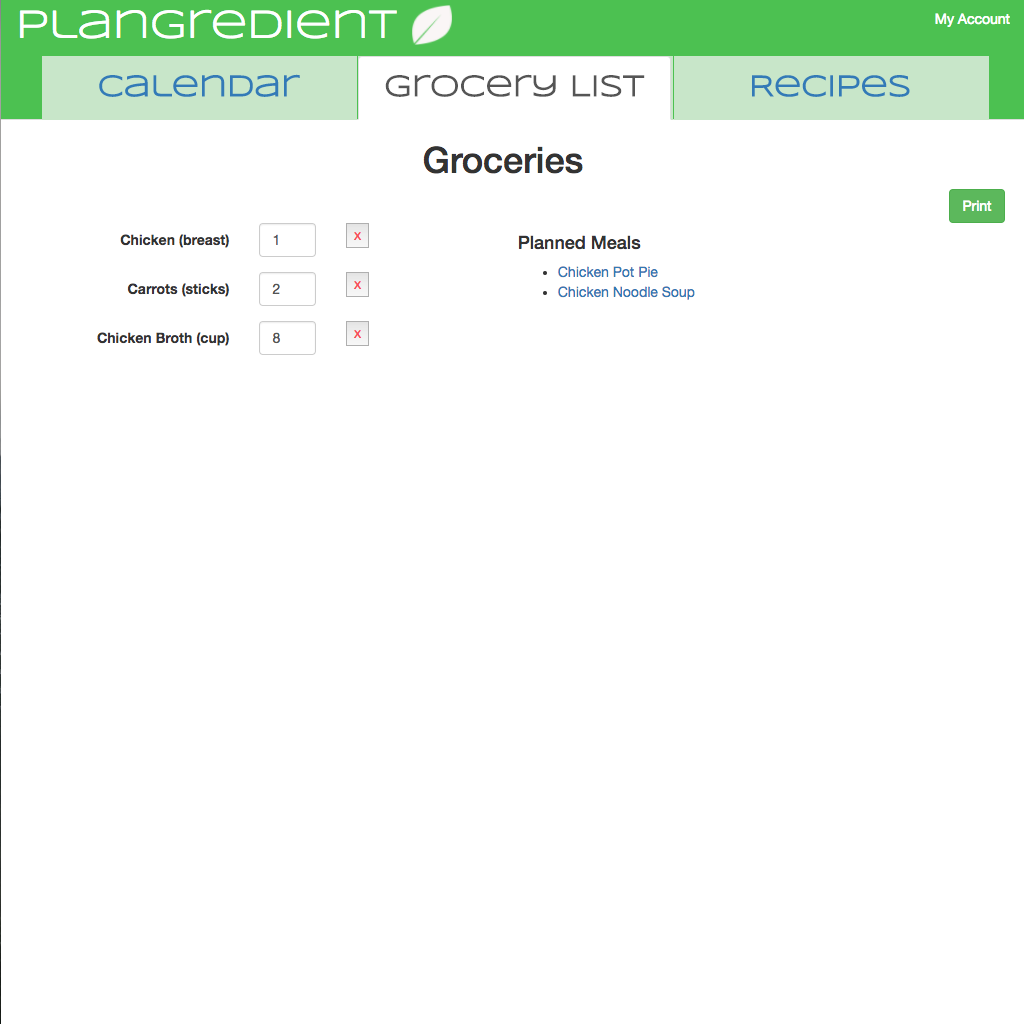 PLANGREDIENT
My Account
CALENDAR
GROCERY LIST
RECIPES
Groceries
Print
Chicken (breast) 1 x
Carrots (sticks) 2 x
Chicken Broth (cup) 8 x
Planned Meals
• Chicken Pot Pie
• Chicken Noodle Soup